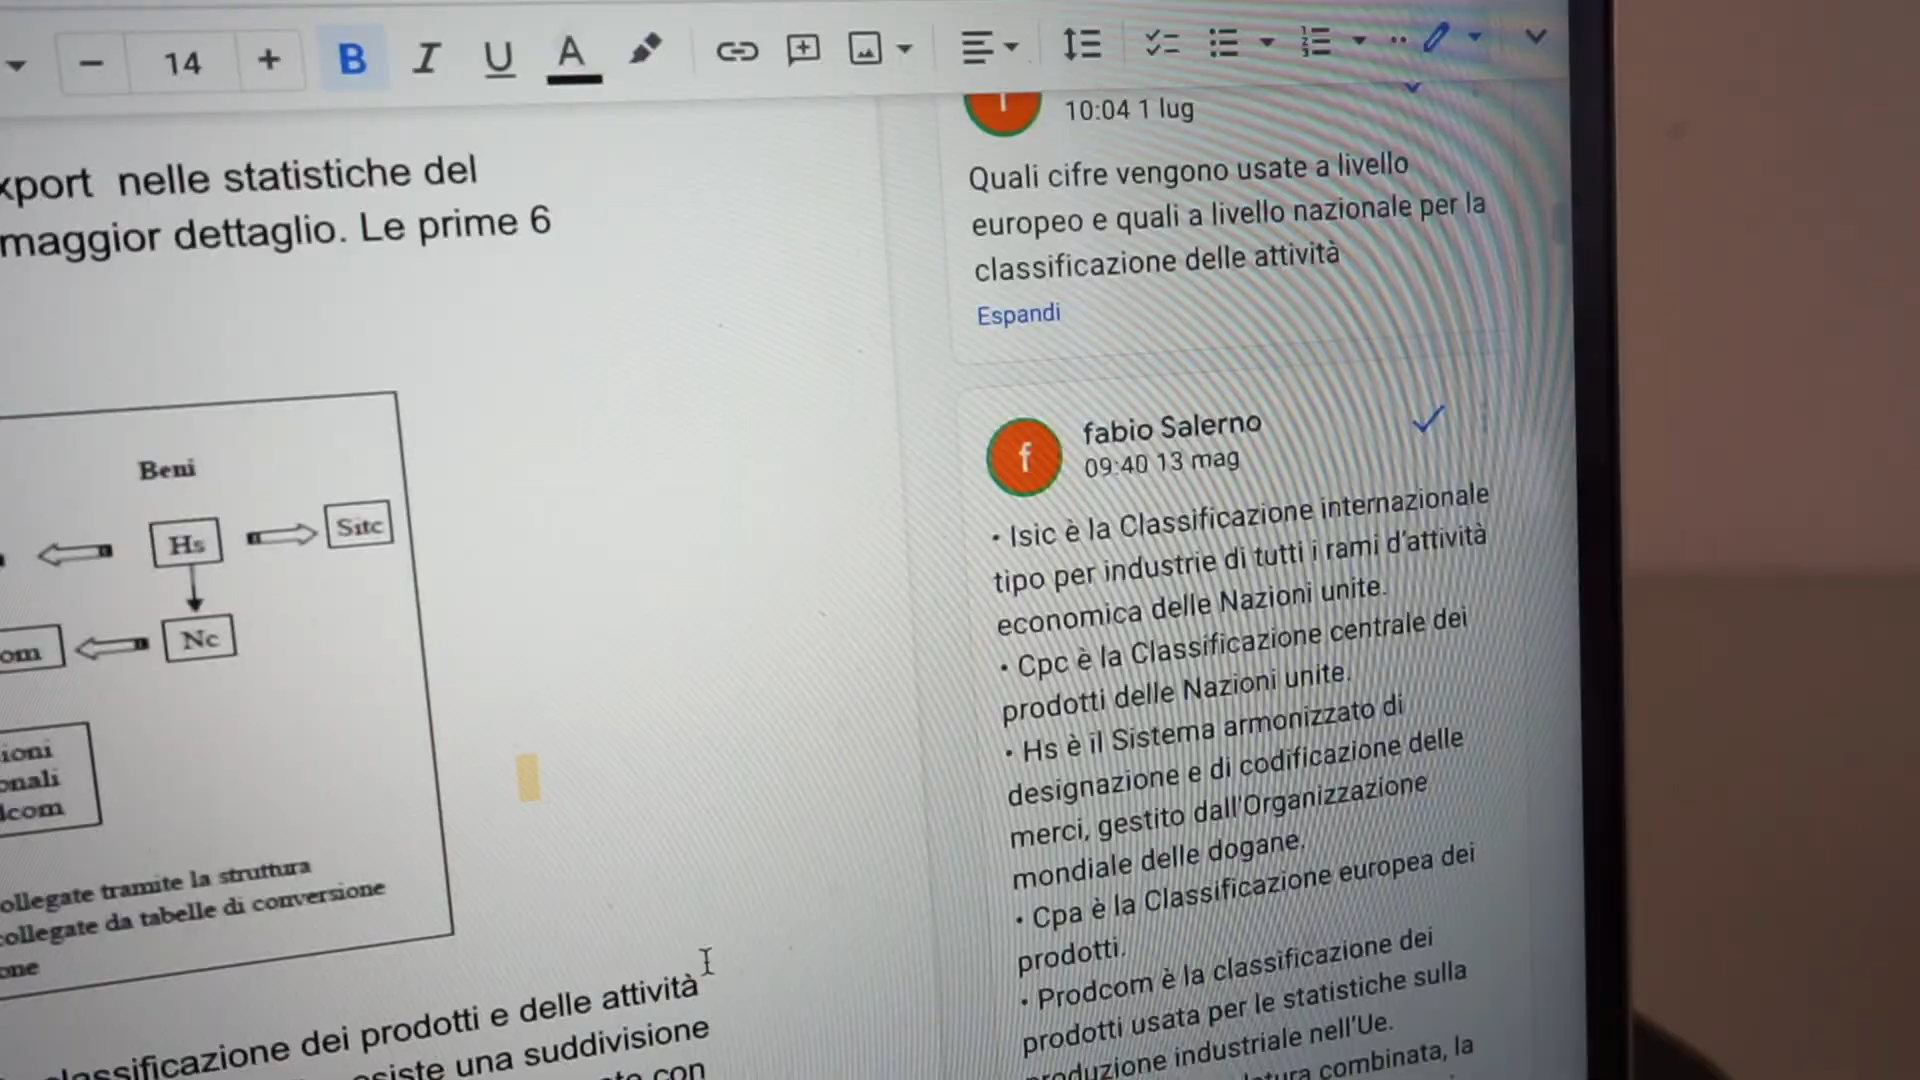 14
B I U A
xport nelle statistiche del
maggior dettaglio. Le prime 6
Beni
Hs
Sitc
om
Nc
ioni
onali
lcom
ollegate tramite la struttura
collegate da tabelle di conversione
one
classificazione dei prodotti e delle attività
siste una suddivisione
con
10:04 1 lug
Quali cifre vengono usate a livello
europeo e quali a livello nazionale per la
classificazione delle attività
Espandi
f
fabio Salerno
09:40 13 mag
• Isic è la Classificazione internazionale
tipo per industrie di tutti i rami d'attività
economica delle Nazioni unite.
• Cpc è la Classificazione centrale dei
prodotti delle Nazioni unite.
• Hs è il Sistema armonizzato di
designazione e di codificazione delle
merci, gestito dall'Organizzazione
mondiale delle dogane.
• Cpa è la Classificazione europea dei
prodotti.
• Prodcom è la classificazione dei
prodotti usata per le statistiche sulla
produzione industriale nell'Ue.
combinata, la